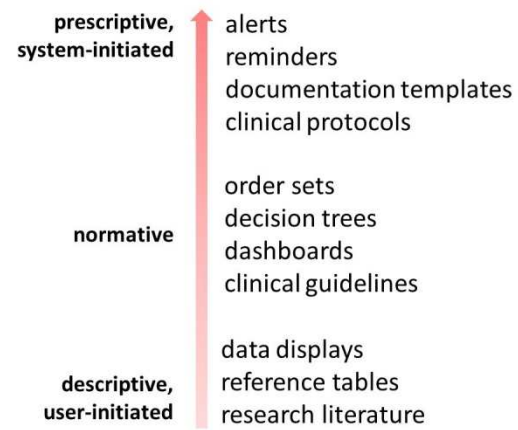 prescriptive,
system-initiated
alerts
reminders
documentation templates
clinical protocols
normative
order sets
decision trees
dashboards
clinical guidelines
descriptive,
user-initiated
data displays
reference tables
research literature